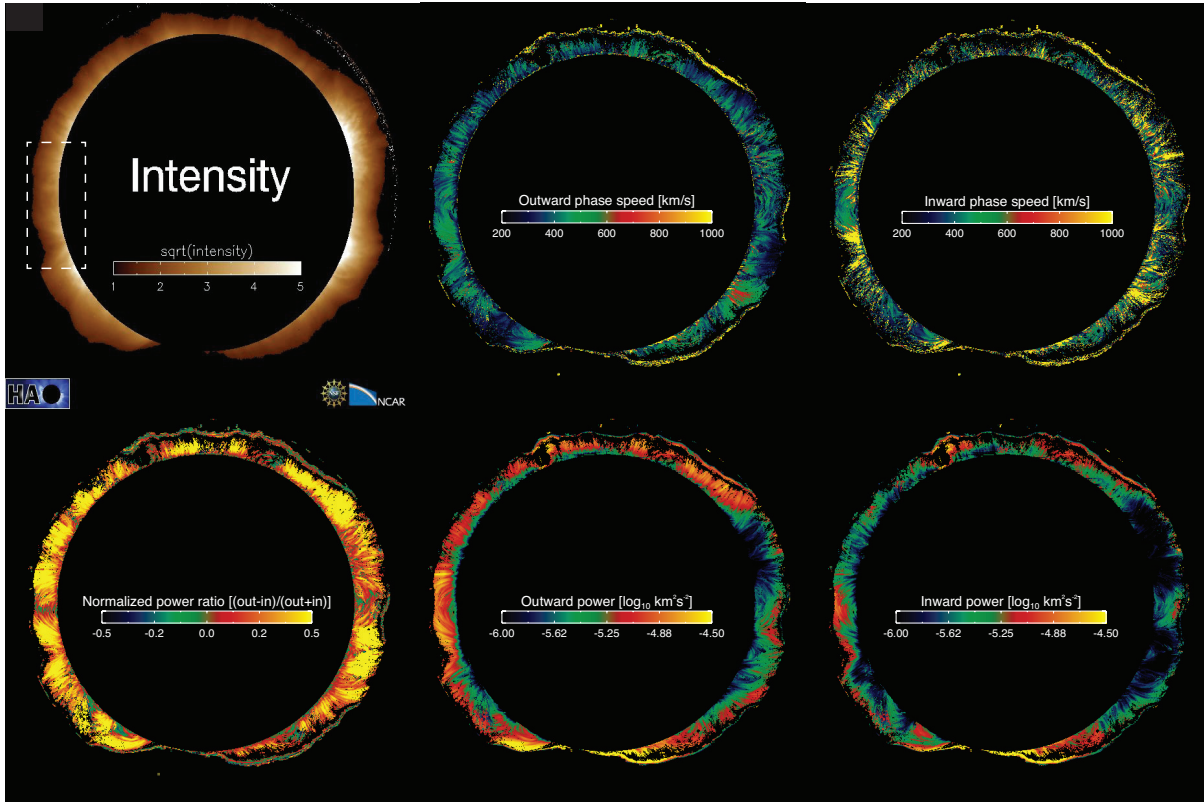 Intensity
sqrt(intensity)
1 2 3 4 5
Outward phase speed [km/s]
200 400 600 800 1000
Inward phase speed [km/s]
200 400 600 800 1000
HAO
NCAR
Normalized power ratio [(out-in)/(out+in)]
-0.5 -0.2 0.0 0.2 0.5
Outward power [log₁₀ km²s⁻²]
-6.00 -5.62 -5.25 -4.88 -4.50
Inward power [log₁₀ km²s⁻²]
-6.00 -5.62 -5.25 -4.88 -4.50